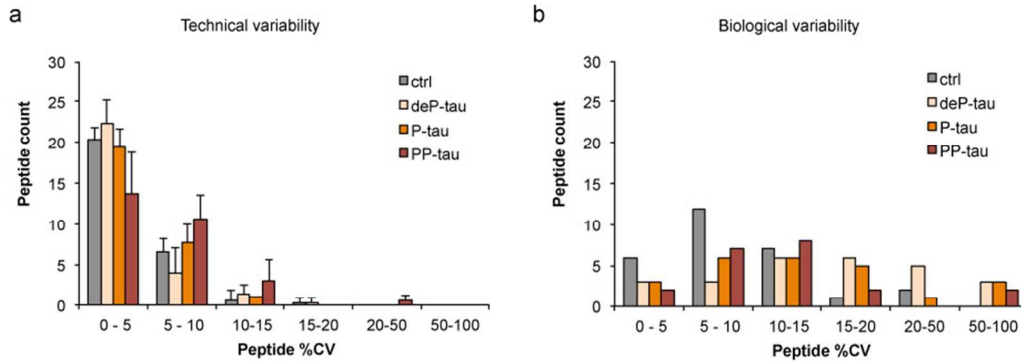 a
Technical variability
30
25
20
15
10
5
0
Peptide count
ctrl
deP-tau
P-tau
PP-tau
0 - 5
5 - 10
10-15
15-20
20-50
50-100
Peptide %CV
b
Biological variability
30
25
20
15
10
5
0
Peptide count
ctrl
deP-tau
P-tau
PP-tau
0 - 5
5 - 10
10-15
15-20
20-50
50-100
Peptide %CV